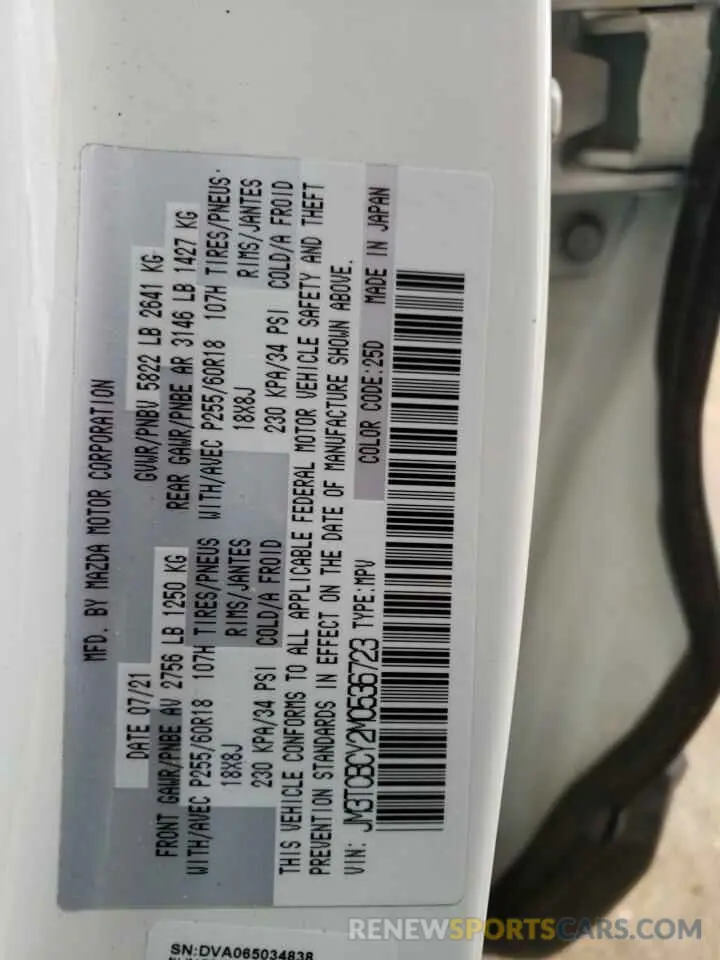 MFD. BY MAZDA MOTOR CORPORATION
DATE 07/21 GVWR/PNBV 5822 LB 2641 KG
FRONT GAWR/PNBE AV 2756 LB 1250 KG REAR GAWR/PNBE AR 3146 LB 1427 KG
WITH/AVEC P255/60R18 107H TIRES/PNEUS WITH/AVEC P255/60R18 107H TIRES/PNEUS
18X8J RIMS/JANTES 18X8J RIMS/JANTES
230 KPA/34 PSI COLD/A FROID 230 KPA/34 PSI COLD/A FROID
THIS VEHICLE CONFORMS TO ALL APPLICABLE FEDERAL MOTOR VEHICLE SAFETY AND THEFT
PREVENTION STANDARDS IN EFFECT ON THE DATE OF MANUFACTURE SHOWN ABOVE.
VIN: JM3TCBCY2M0536723 TYPE:MPV COLOR CODE:25D MADE IN JAPAN
SN:DVA065034838
RENEWSPORTSCARS.COM